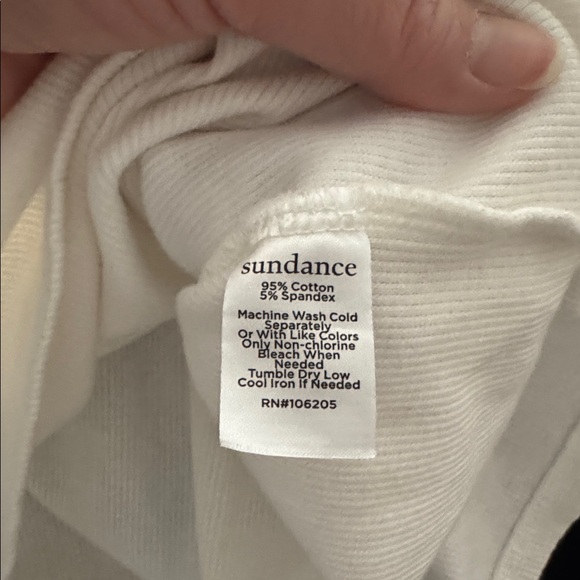 sundance
95% Cotton
5% Spandex
Machine Wash Cold
Separately
Or With Like Colors
Only Non-chlorine
Bleach When
Needed
Tumble Dry Low
Cool Iron If Needed
RN#106205